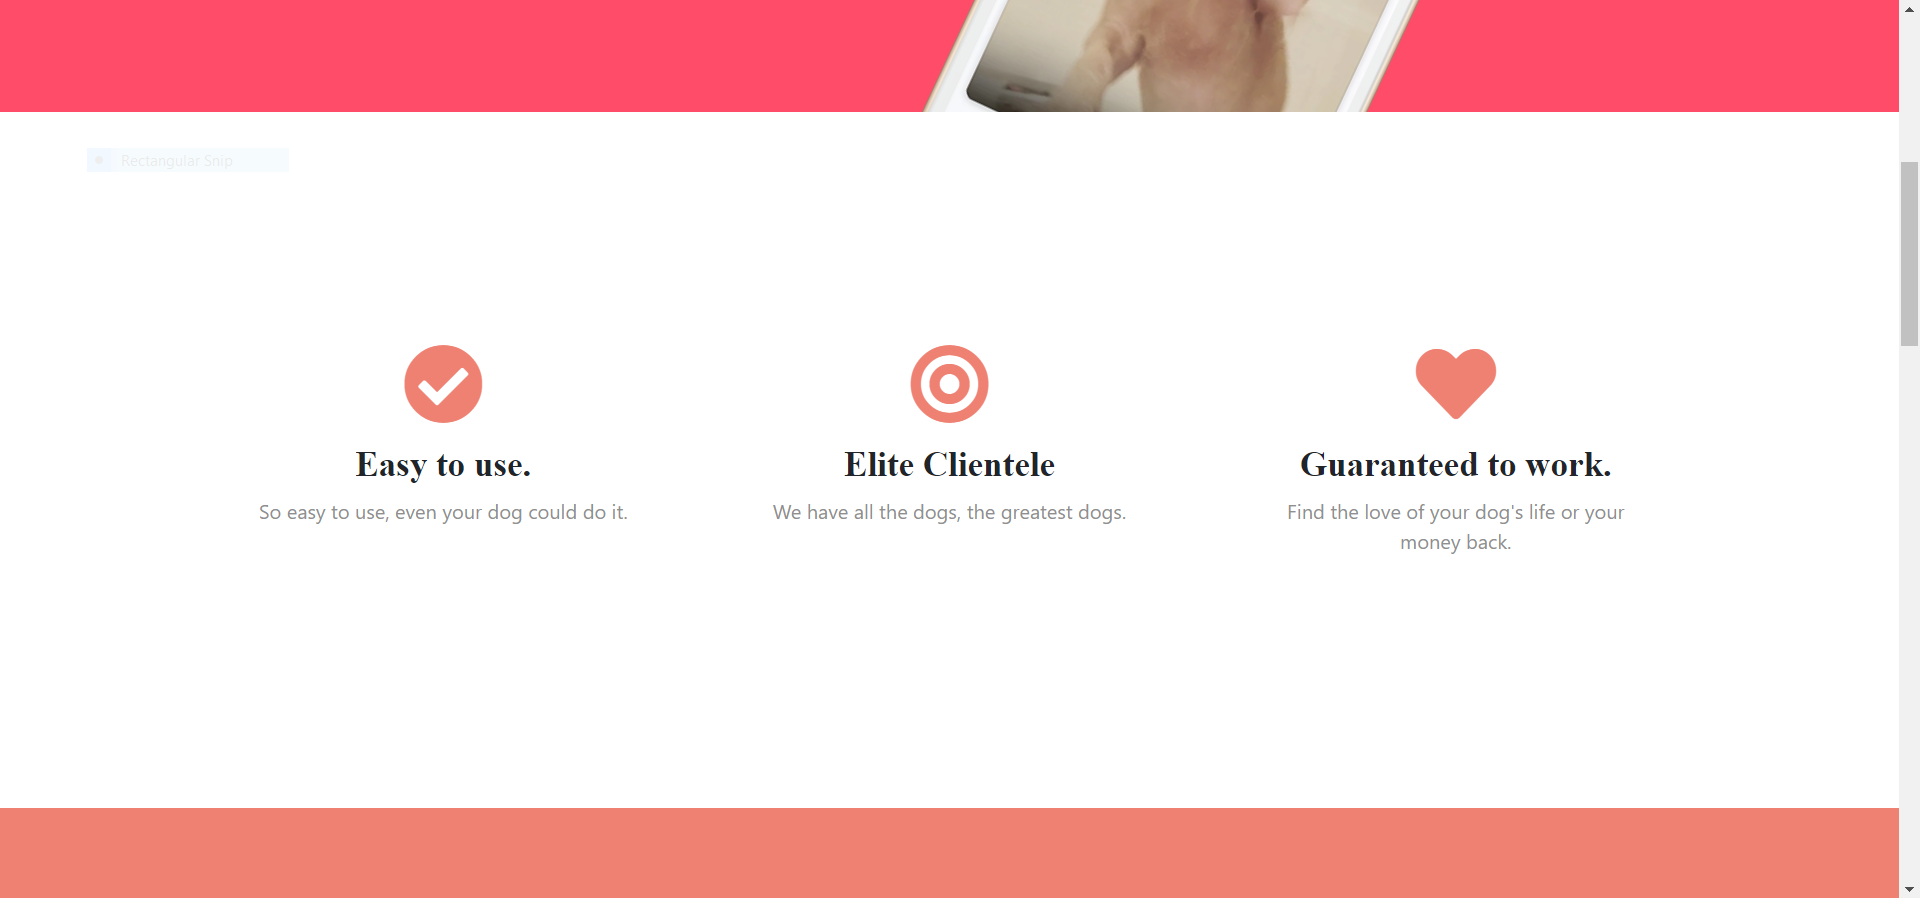 Rectangular Snip
Easy to use.
So easy to use, even your dog could do it.
Elite Clientele
We have all the dogs, the greatest dogs.
Guaranteed to work.
Find the love of your dog's life or your
money back.